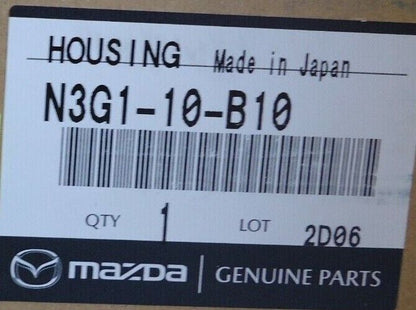 HOUSING Made in Japan
N3G1-10-B10
QTY 1 LOT 2D06
mazda GENUINE PARTS